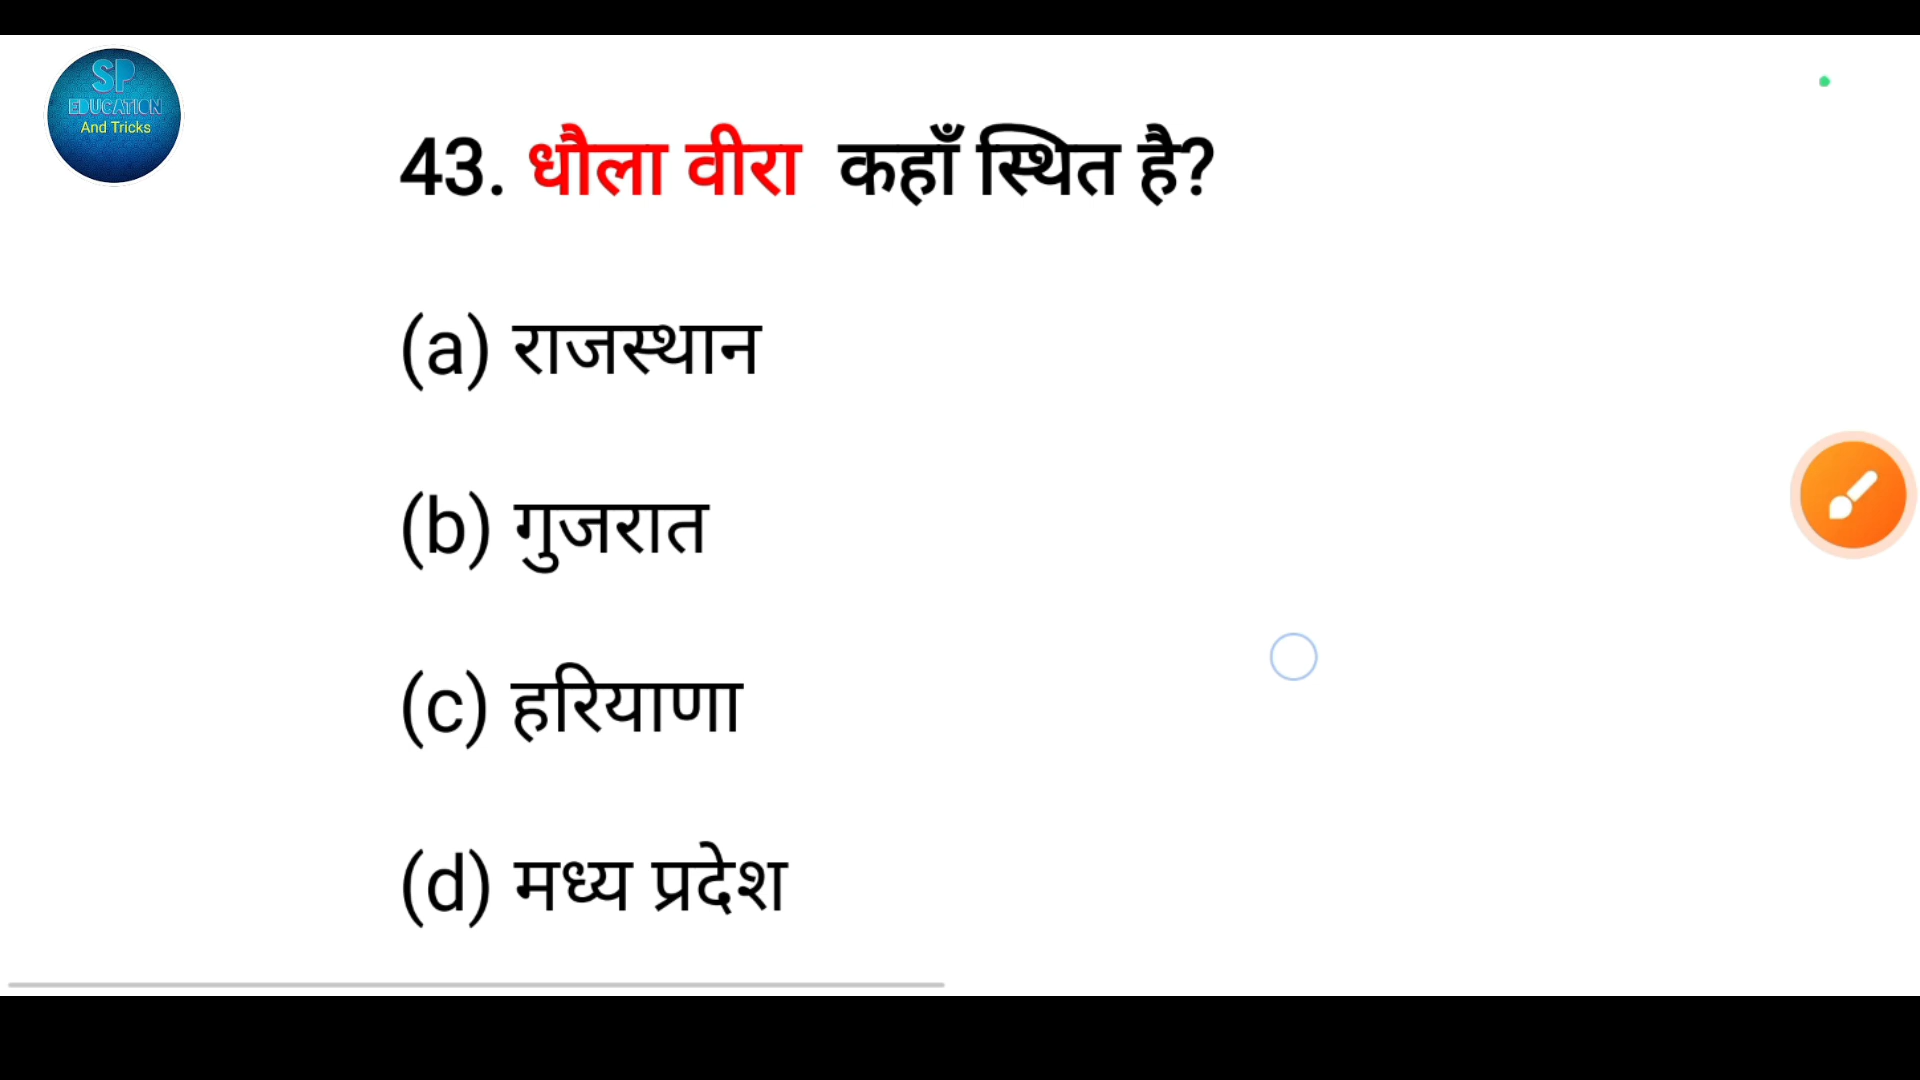 SP
EDUCATION
And Tricks
43. धौला वीरा कहाँ स्थित है?
(a) राजस्थान
(b) गुजरात
(c) हरियाणा
(d) मध्य प्रदेश